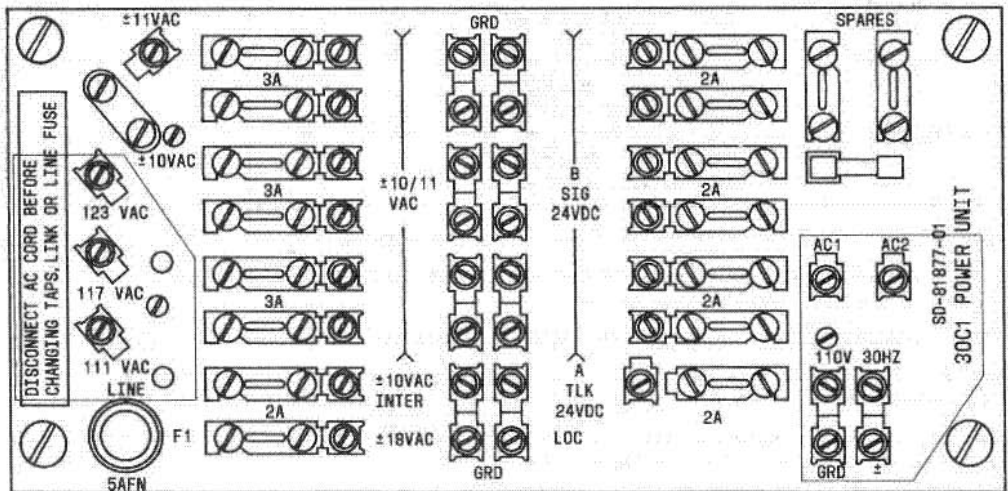 ±11VAC
±10VAC
DISCONNECT AC CORD BEFORE
CHANGING TAPS, LINK OR LINE FUSE
123 VAC
117 VAC
111 VAC
LINE
F1
5AFN
3A
3A
3A
2A
±10/11
VAC
±10VAC
INTER
±18VAC
GRD
GRD
B
SIG
24VDC
A
TLK
24VDC
LOC
2A
2A
2A
2A
SPARES
AC1
AC2
SD-81877-01
30C1 POWER UNIT
110V 30HZ
GRD
±